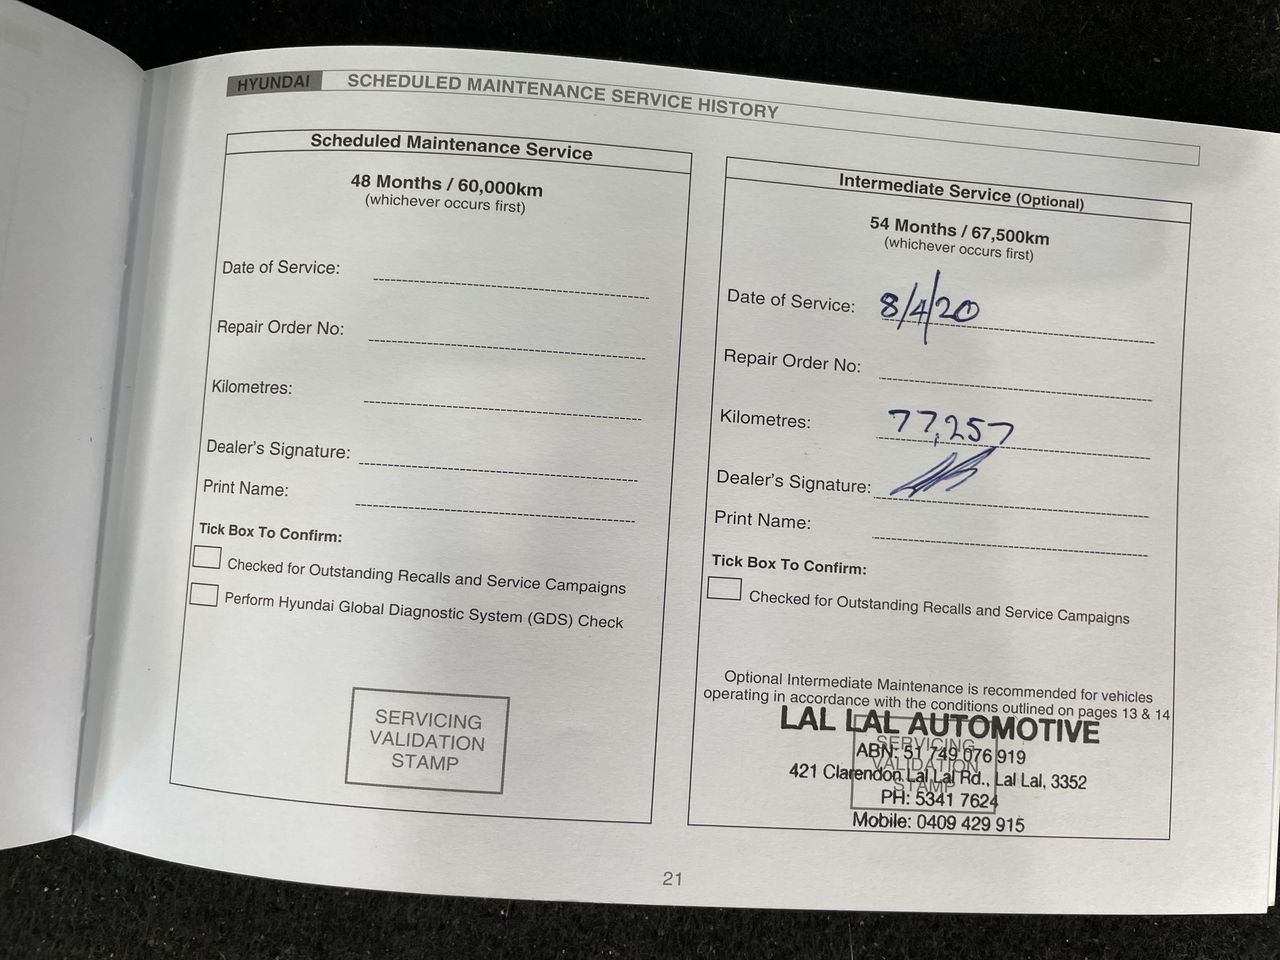 HYUNDAI SCHEDULED MAINTENANCE SERVICE HISTORY
Scheduled Maintenance Service
48 Months / 60,000km
(whichever occurs first)
Date of Service:
Repair Order No:
Kilometres:
Dealer's Signature:
Print Name:
Tick Box To Confirm:
Checked for Outstanding Recalls and Service Campaigns
Perform Hyundai Global Diagnostic System (GDS) Check
SERVICING
VALIDATION
STAMP
Intermediate Service (Optional)
54 Months / 67,500km
(whichever occurs first)
Date of Service: 8/4/20
Repair Order No:
Kilometres: 77,257
Dealer's Signature:
Print Name:
Tick Box To Confirm:
Checked for Outstanding Recalls and Service Campaigns
Optional Intermediate Maintenance is recommended for vehicles
operating in accordance with the conditions outlined on pages 13 & 14
LAL LAL AUTOMOTIVE
SERVICING
ABN: 51 749 076 919
VALIDATION
421 Clarendon Lal Lal Rd., Lal Lal, 3352
STAMP
PH: 5341 7624
Mobile: 0409 429 915
21